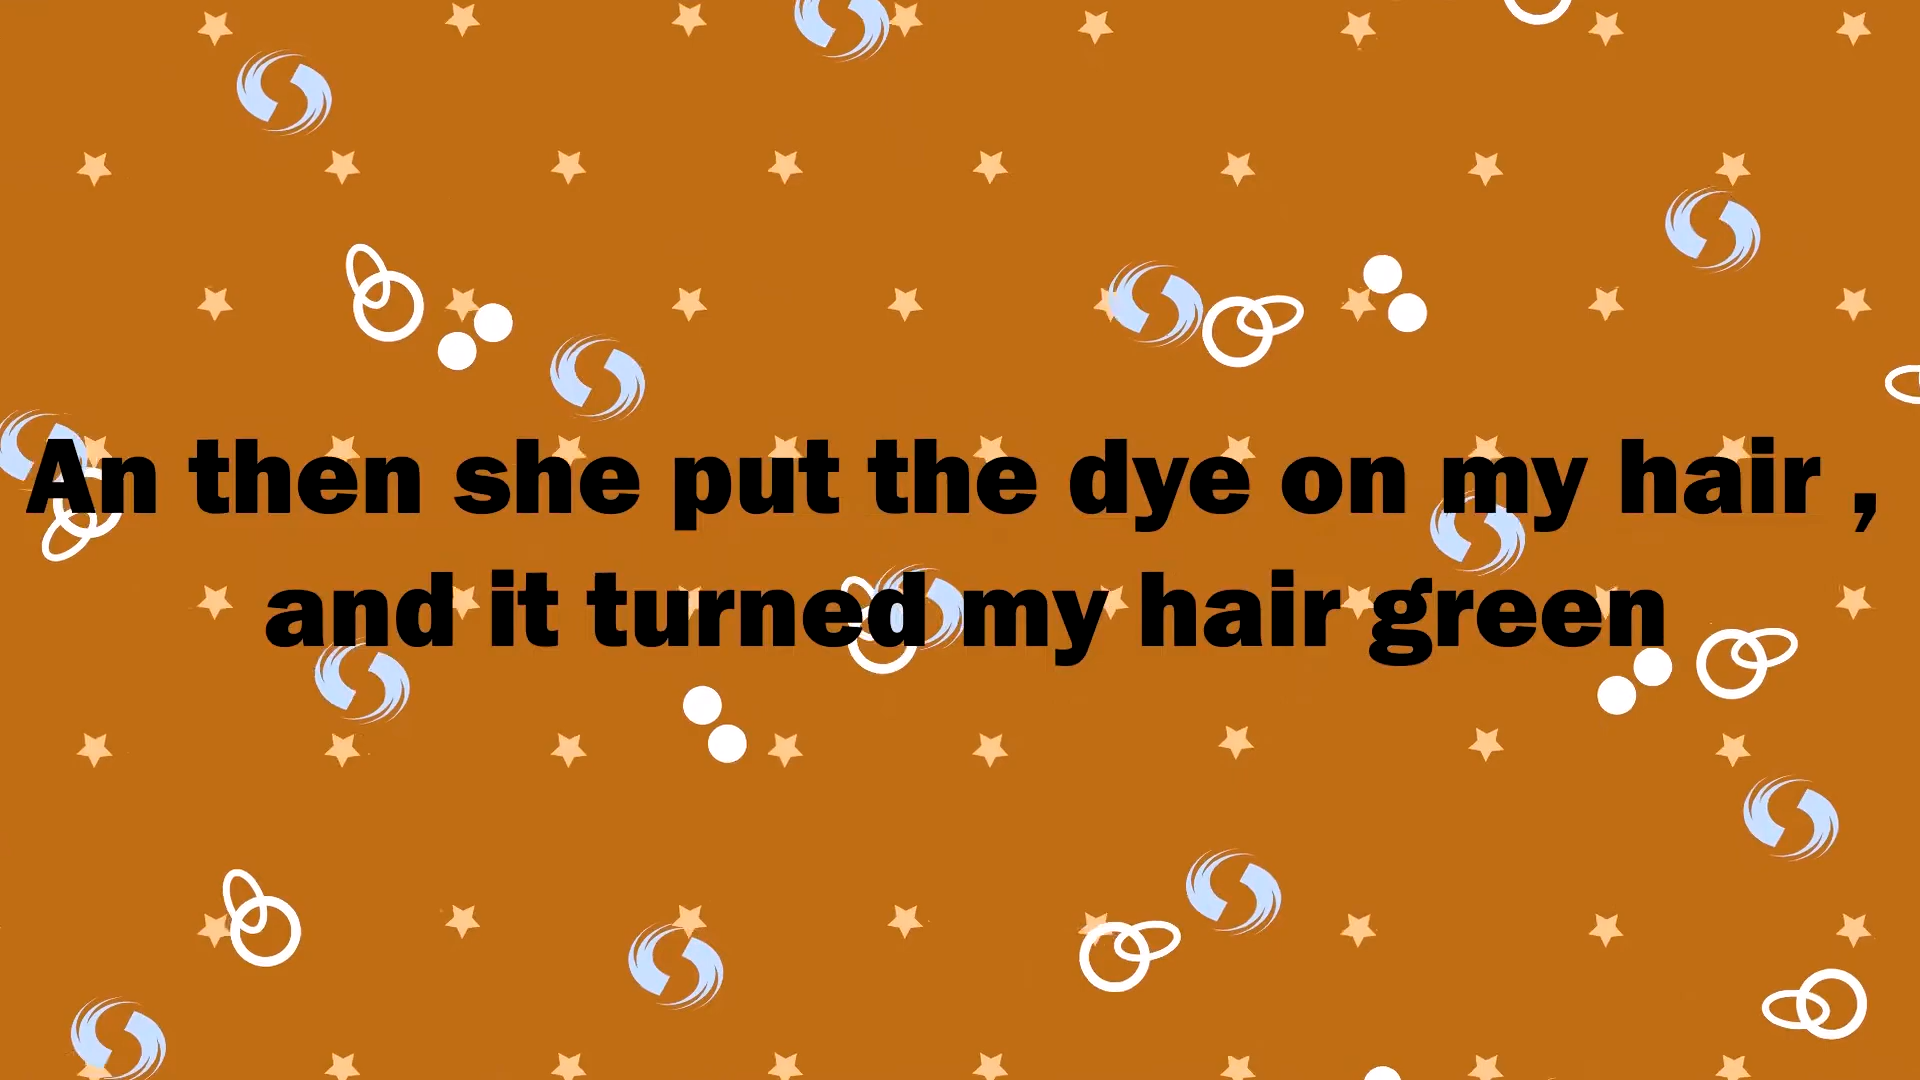 An then she put the dye on my hair ,
and it turned my hair green